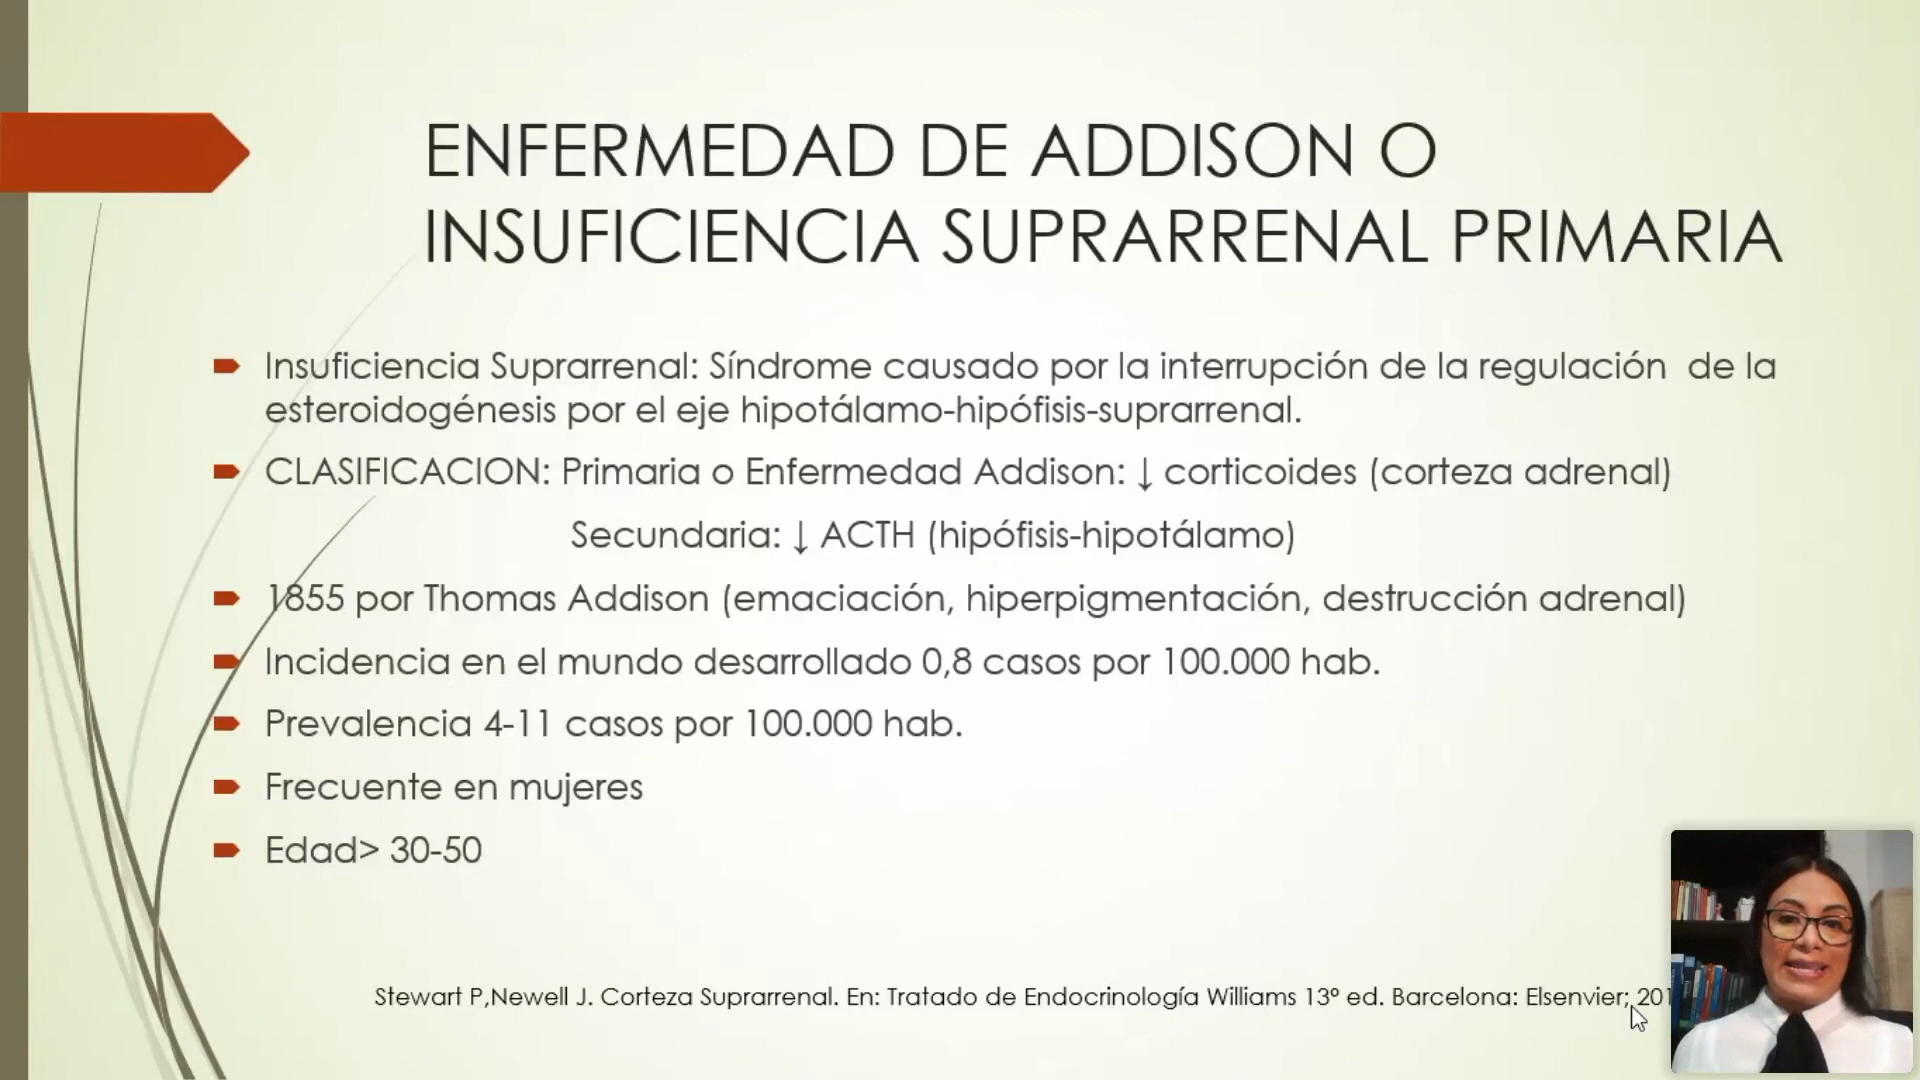 ENFERMEDAD DE ADDISON O
INSUFICIENCIA SUPRARRENAL PRIMARIA
Insuficiencia Suprarrenal: Síndrome causado por la interrupción de la regulación de la
esteroidogénesis por el eje hipotálamo-hipófisis-suprarrenal.
CLASIFICACION: Primaria o Enfermedad Addison: ↓ corticoides (corteza adrenal)
Secundaria: ↓ ACTH (hipófisis-hipotálamo)
1855 por Thomas Addison (emaciación, hiperpigmentación, destrucción adrenal)
Incidencia en el mundo desarrollado 0,8 casos por 100.000 hab.
Prevalencia 4-11 casos por 100.000 hab.
Frecuente en mujeres
Edad> 30-50
Stewart P,Newell J. Corteza Suprarrenal. En: Tratado de Endocrinología Williams 13º ed. Barcelona: Elsenvier;